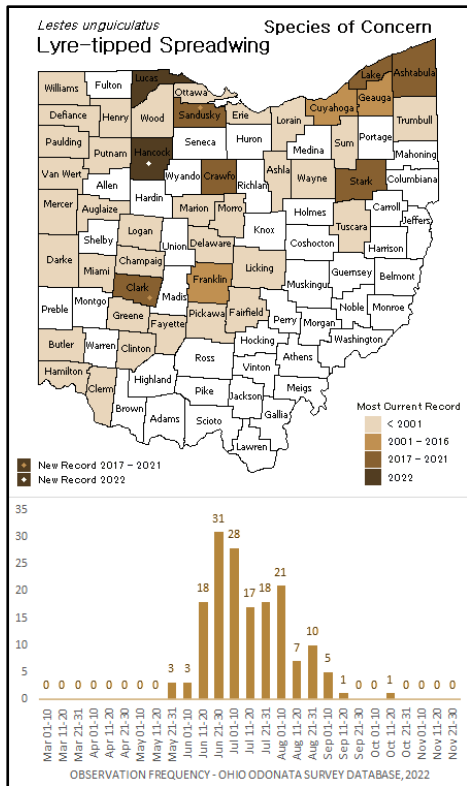 Lestes unguiculatus Species of Concern
Lyre-tipped Spreadwing
Williams Fulton Lucas Ottawa Lake Ashtabula
Defiance Henry Wood Sandusky Erie Lorain Cuyahoga Geauga Trumbull
Paulding Putnam Hancock Seneca Huron Medina Sum Portage Mahoning
Van Wert Allen Wyando Crawfo Richlan Ashla Wayne Stark Columbiana
Mercer Auglaize Hardin Marion Morro Holmes Carroll Jeffers
Shelby Logan Union Delaware Knox Coshocton Tuscara Harrison
Darke Miami Champaig Licking Muskingu Guernsey Belmont
Preble Montgo Clark Madis Franklin Fairfield Perry Morgan Noble Monroe
Greene Fayette Pickawa Washington
Butler Warren Clinton Ross Hocking Athens
Hamilton Clerm Highland Vinton Meigs
Brown Adams Pike Scioto Jackson Gallia Lawren
Most Current Record
< 2001
2001 - 2016
2017 - 2021
2022
New Record 2017 - 2021
New Record 2022
35
30
25
20
15
10
5
0
0 0 0 0 0 0 0 0 3 3 18 31 28 17 18 21 7 10 5 1 0 0 1 0 0 0 0
Mar 01-10
Mar 11-20
Mar 21-31
Apr 01-10
Apr 11-20
Apr 21-30
May 01-10
May 11-20
May 21-31
Jun 01-10
Jun 11-20
Jun 21-30
Jul 01-10
Jul 11-20
Jul 21-31
Aug 01-10
Aug 11-20
Aug 21-31
Sep 01-10
Sep 11-20
Sep 21-30
Oct 01-10
Oct 11-20
Oct 21-31
Nov 01-10
Nov 11-20
Nov 21-30
OBSERVATION FREQUENCY - OHIO ODONATA SURVEY DATABASE, 2022